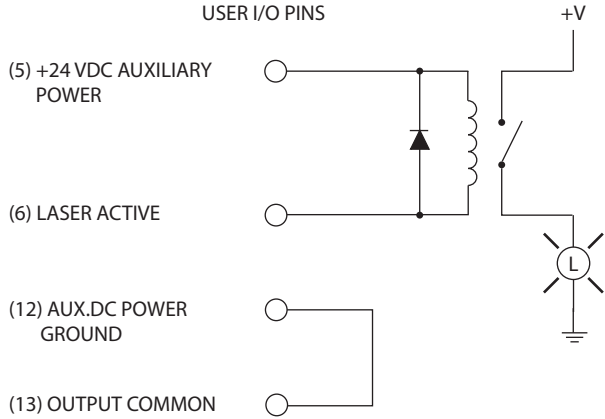 USER I/O PINS
+V
(5) +24 VDC AUXILIARY
POWER
(6) LASER ACTIVE
L
(12) AUX.DC POWER
GROUND
(13) OUTPUT COMMON